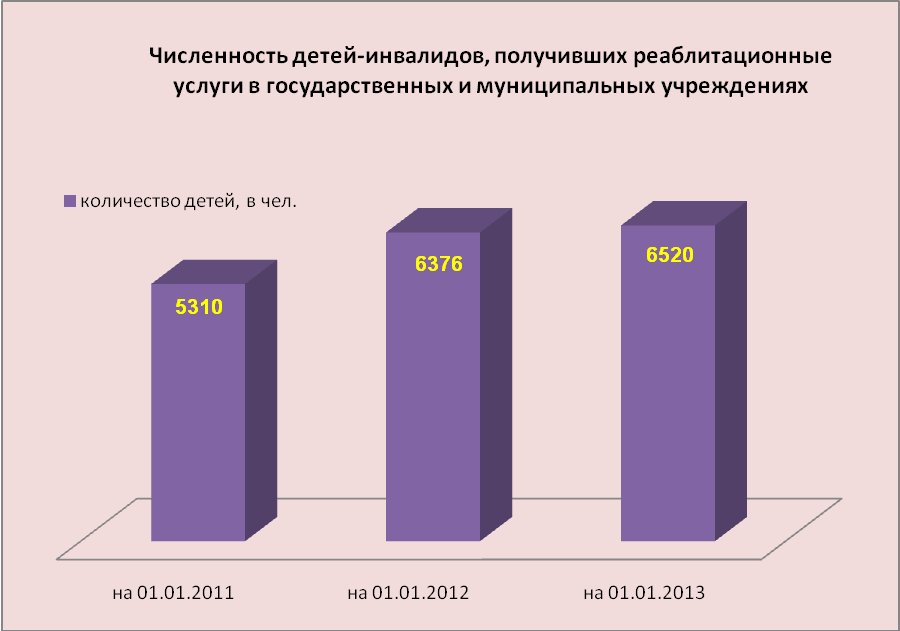 Численность детей-инвалидов, получивших реаблитационные
услуги в государственных и муниципальных учреждениях
количество детей, в чел.
6520
6376
5310
на 01.01.2011 на 01.01.2012 на 01.01.2013